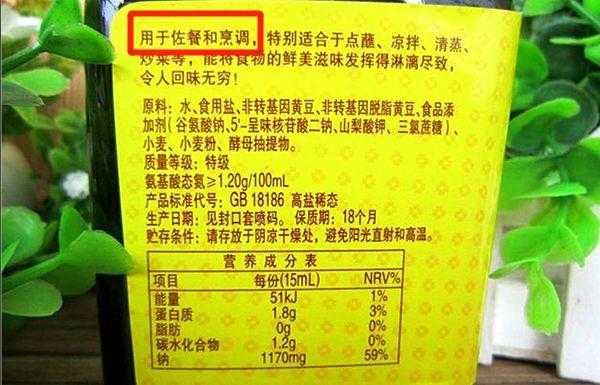 用于佐餐和烹调，特别适合于点蘸、凉拌、清蒸、
炒菜等，能将食物的鲜美滋味发挥得淋漓尽致，
令人回味无穷！
原料：水、食用盐、非转基因黄豆、非转基因脱脂黄豆、食品添
加剂（谷氨酸钠、5'-呈味核苷酸二钠、山梨酸钾、三氯蔗糖）、
小麦、小麦粉、酵母抽提物。
质量等级：特级
氨基酸态氮≥1.20g/100mL
产品标准代号：GB 18186 高盐稀态
生产日期：见封口套喷码。 保质期：18个月
贮存条件：请存放于阴凉干燥处，避免阳光直射和高温。
营养成分表
项目 每份(15mL) NRV%
能量 51kJ 1%
蛋白质 1.8g 3%
脂肪 0g 0%
碳水化合物 1.2g 0%
钠 1170mg 59%